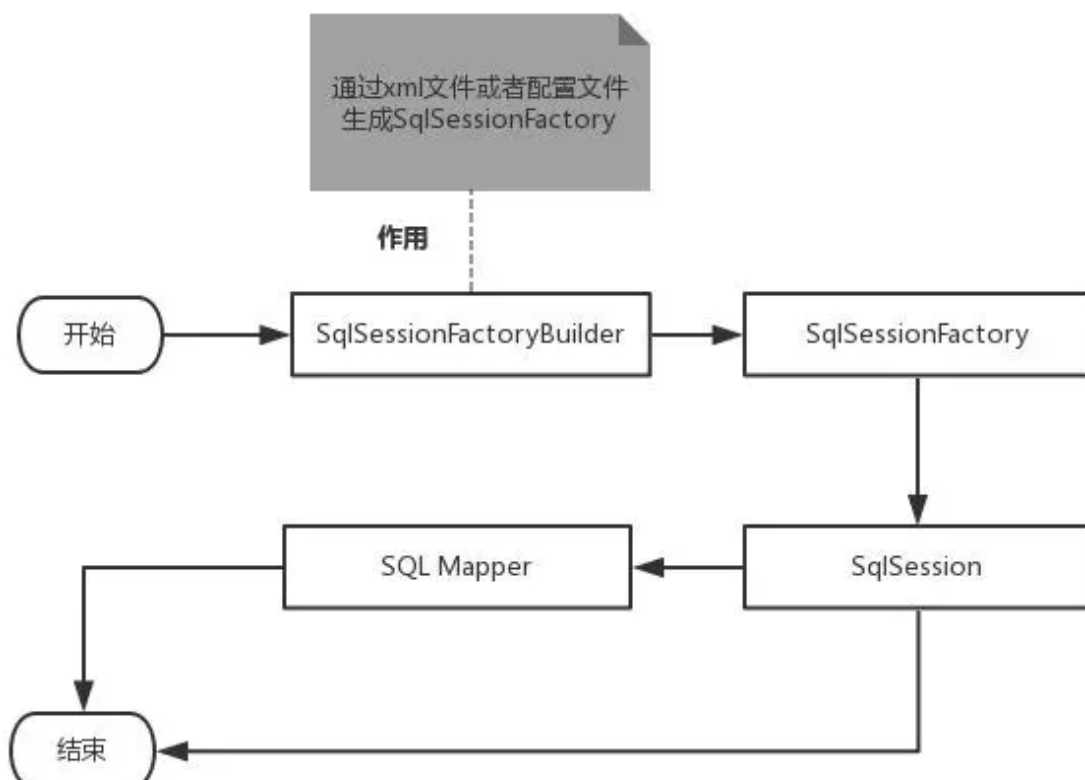 通过xml文件或者配置文件
生成SqlSessionFactory
作用
开始
SqlSessionFactoryBuilder
SqlSessionFactory
SQL Mapper
SqlSession
结束